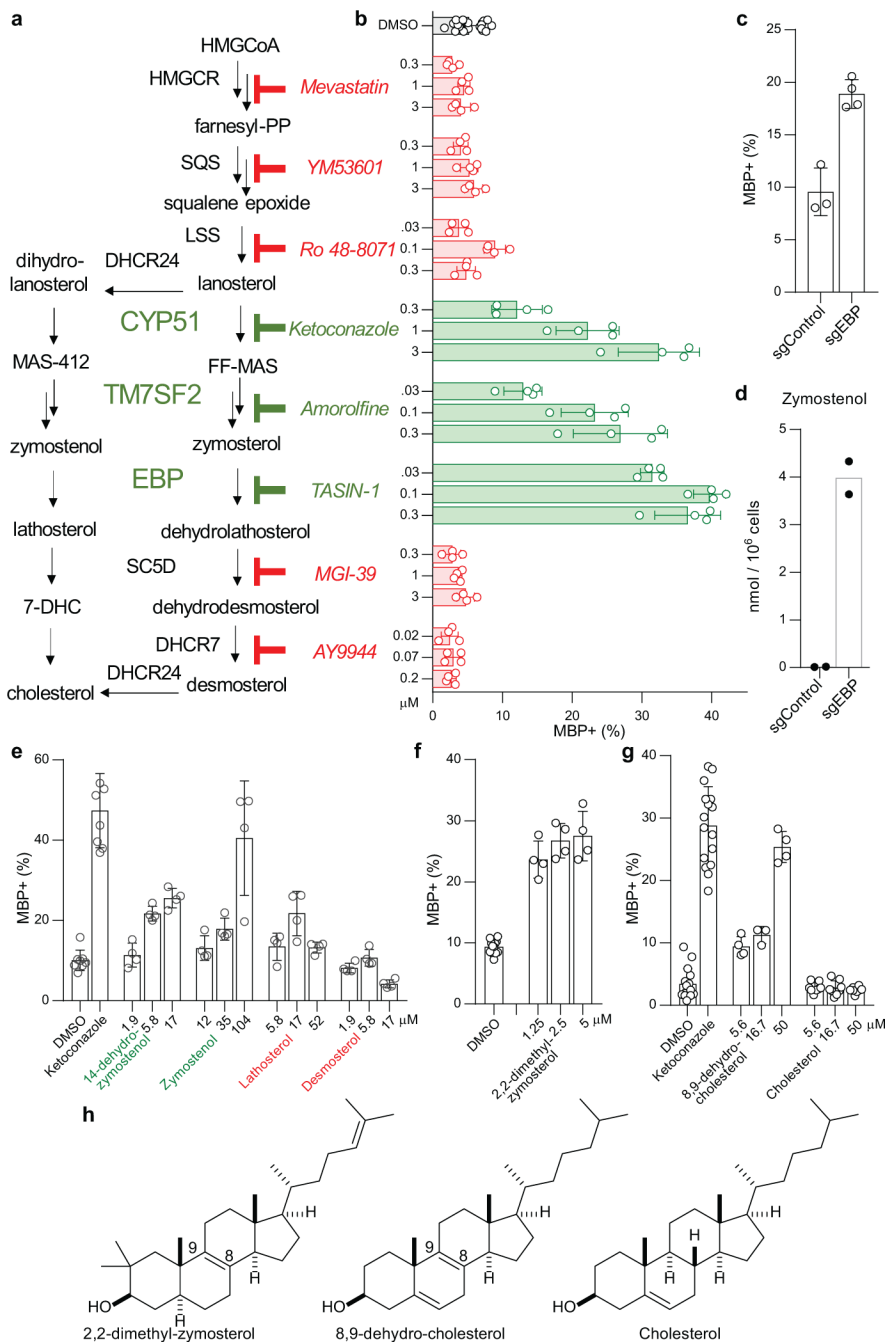 a
HMGCoA
HMGCR
Mevastatin
farnesyl-PP
SQS
YM53601
squalene epoxide
LSS
Ro 48-8071
dihydro-
lanosterol
DHCR24
lanosterol
CYP51
Ketoconazole
MAS-412
FF-MAS
TM7SF2
Amorolfine
zymostenol
zymosterol
EBP
TASIN-1
lathosterol
dehydrolathosterol
SC5D
MGI-39
7-DHC
dehydrodesmosterol
DHCR7
AY9944
DHCR24
cholesterol
desmosterol
b
DMSO
0.3
1
3
0.3
1
3
.03
0.1
0.3
0.3
1
3
.03
0.1
0.3
.03
0.1
0.3
0.3
1
3
0.02
0.07
0.2
μM
0 10 20 30 40
MBP+ (%)
c
MBP+ (%)
25
20
15
10
5
0
sgControl
sgEBP
d
Zymostenol
nmol / 10⁶ cells
5
4
3
2
1
0
sgControl
sgEBP
e
MBP+ (%)
60
40
20
0
DMSO
Ketoconazole
1.9 5.8 17
14-dehydro-
zymostenol
12 35 104
Zymostenol
5.8 17 52
Lathosterol
1.9 5.8 17
Desmosterol
μM
f
MBP+ (%)
40
30
20
10
0
DMSO
1.25 2.5 5 μM
2,2-dimethyl-
zymosterol
g
MBP+ (%)
40
30
20
10
0
DMSO
Ketoconazole
5.6 16.7 50
8,9-dehydro-
cholesterol
5.6 16.7 50 μM
Cholesterol
h
9
8
H
H
HO
2,2-dimethyl-zymosterol
9
8
H
H
HO
8,9-dehydro-cholesterol
H
H
H
H
HO
Cholesterol